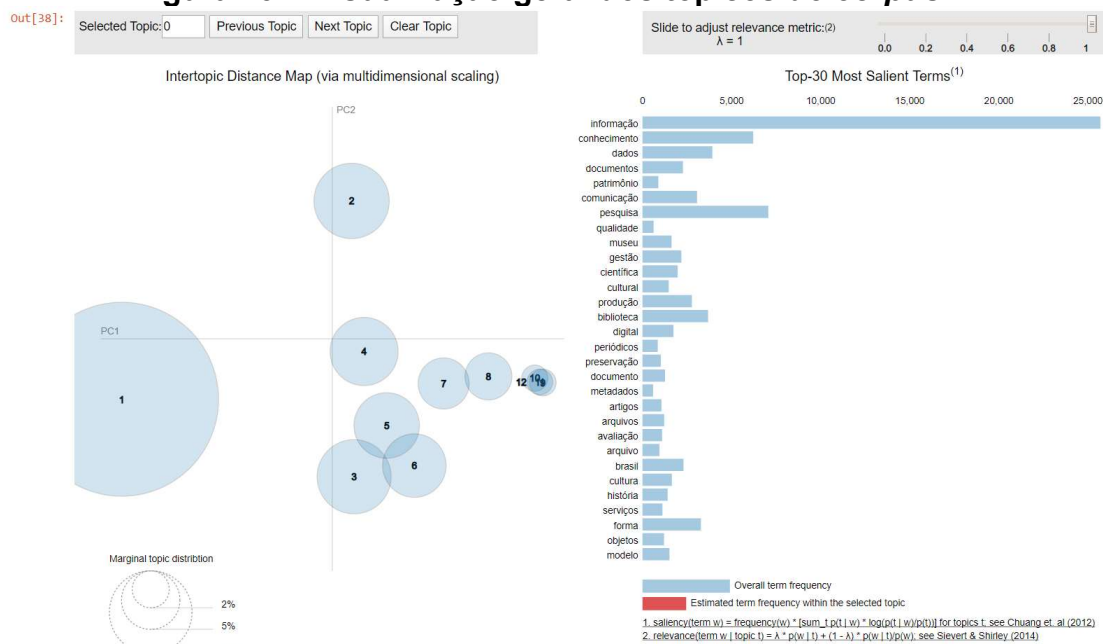 Out[38]:
Selected Topic: 0 Previous Topic Next Topic Clear Topic
Slide to adjust relevance metric:(2)
λ = 1
0.0 0.2 0.4 0.6 0.8 1
Intertopic Distance Map (via multidimensional scaling)
PC2
PC1
2
4
1
7
8
12
10
5
3
6
Marginal topic distribtion
2%
5%
Top-30 Most Salient Terms(1)
0 5,000 10,000 15,000 20,000 25,000
informação
conhecimento
dados
documentos
patrimônio
comunicação
pesquisa
qualidade
museu
gestão
científica
cultural
produção
biblioteca
digital
periódicos
preservação
documento
metadados
artigos
arquivos
avaliação
arquivo
brasil
cultura
história
serviços
forma
objetos
modelo
Overall term frequency
Estimated term frequency within the selected topic
1. saliency(term w) = frequency(w) * [sum_t p(t | w) * log(p(t | w)/p(t))] for topics t; see Chuang et. al (2012)
2. relevance(term w | topic t) = λ * p(w | t) + (1 - λ) * p(w | t)/p(w); see Sievert & Shirley (2014)